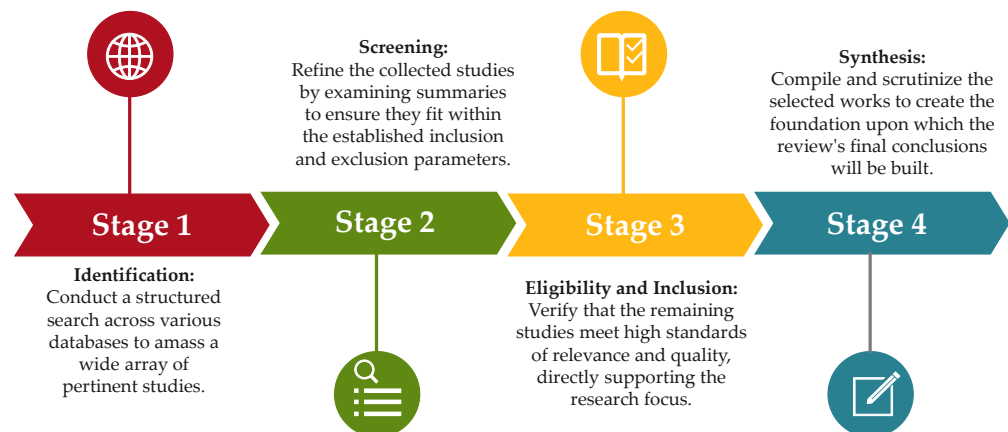 Stage 1
Identification:
Conduct a structured
search across various
databases to amass a
wide array of
pertinent studies.
Screening:
Refine the collected studies
by examining summaries
to ensure they fit within
the established inclusion
and exclusion parameters.
Stage 2
Stage 3
Eligibility and Inclusion:
Verify that the remaining
studies meet high standards
of relevance and quality,
directly supporting the
research focus.
Synthesis:
Compile and scrutinize the
selected works to create the
foundation upon which the
review's final conclusions
will be built.
Stage 4